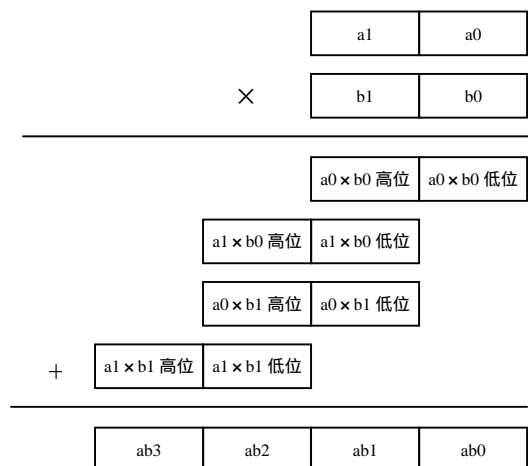 a1 a0
× b1 b0
a0×b0 高位 a0×b0 低位
a1×b0 高位 a1×b0 低位
a0×b1 高位 a0×b1 低位
+ a1×b1 高位 a1×b1 低位
ab3 ab2 ab1 ab0